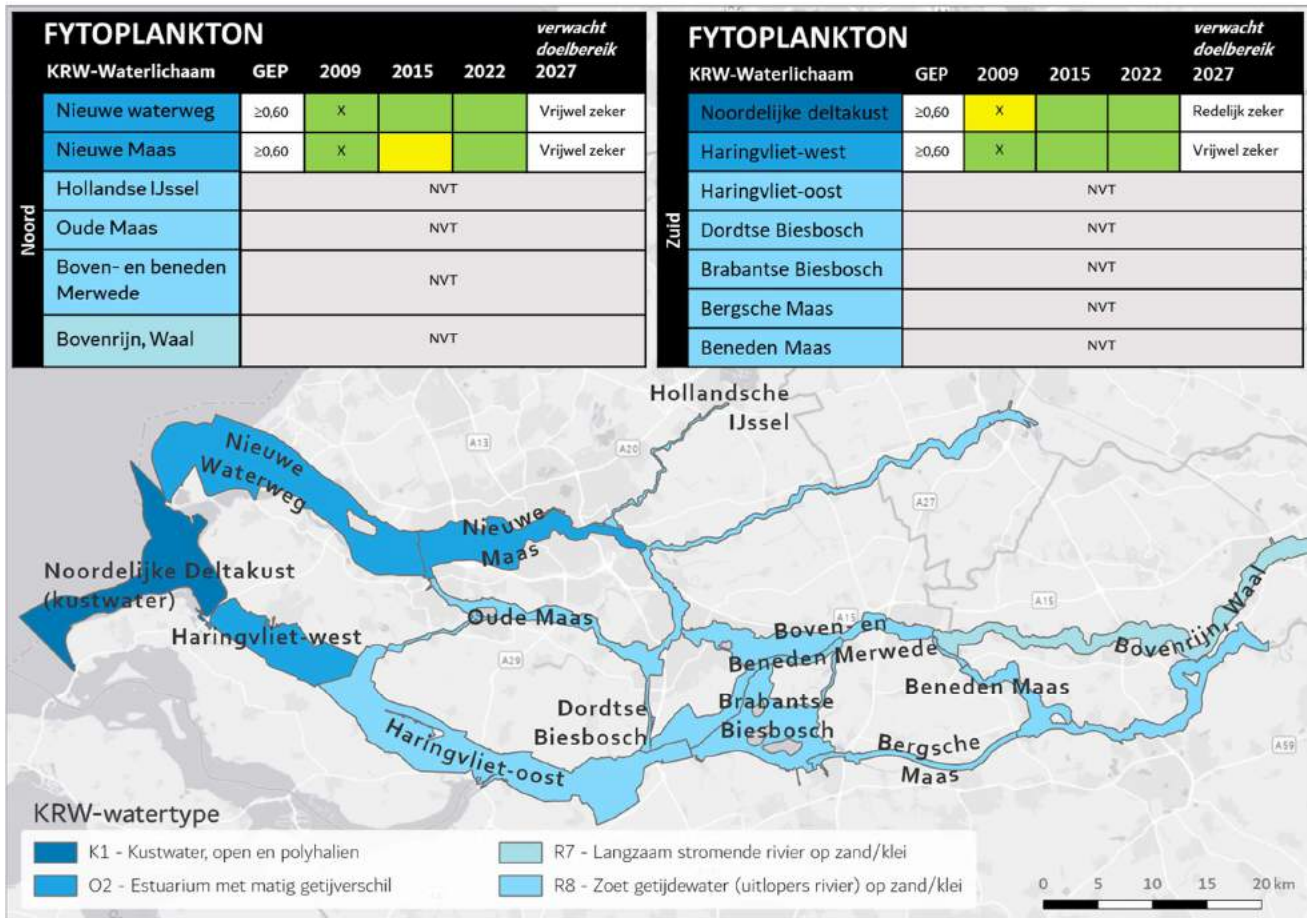 FYTOPLANKTON
verwacht
doelbereik
KRW-Waterlichaam GEP 2009 2015 2022 2027
Noord
Nieuwe waterweg ≥0,60 X Vrijwel zeker
Nieuwe Maas ≥0,60 X Vrijwel zeker
Hollandse IJssel NVT
Oude Maas NVT
Boven- en beneden
Merwede NVT
Bovenrijn, Waal NVT
FYTOPLANKTON
verwacht
doelbereik
KRW-Waterlichaam GEP 2009 2015 2022 2027
Zuid
Noordelijke deltakust ≥0,60 X Redelijk zeker
Haringvliet-west ≥0,60 X Vrijwel zeker
Haringvliet-oost NVT
Dordtse Biesbosch NVT
Brabantse Biesbosch NVT
Bergsche Maas NVT
Beneden Maas NVT
Hollandsche
IJssel
A13
A20
Nieuwe
Waterweg
A27
Nieuwe
Maas
Noordelijke Deltakust
(kustwater)
Haringvliet-west
Oude Maas
A15
A15
Boven- en
Beneden Merwede
Bovenrijn, Waal
A29
Beneden Maas
Dordtse
Biesbosch
Brabantse
Biesbosch
Haringvliet-oost
Bergsche
Maas
A59
KRW-watertype
K1 - Kustwater, open en polyhalien
O2 - Estuarium met matig getijverschil
R7 - Langzaam stromende rivier op zand/klei
R8 - Zoet getijdewater (uitlopers rivier) op zand/klei
0 5 10 15 20 km